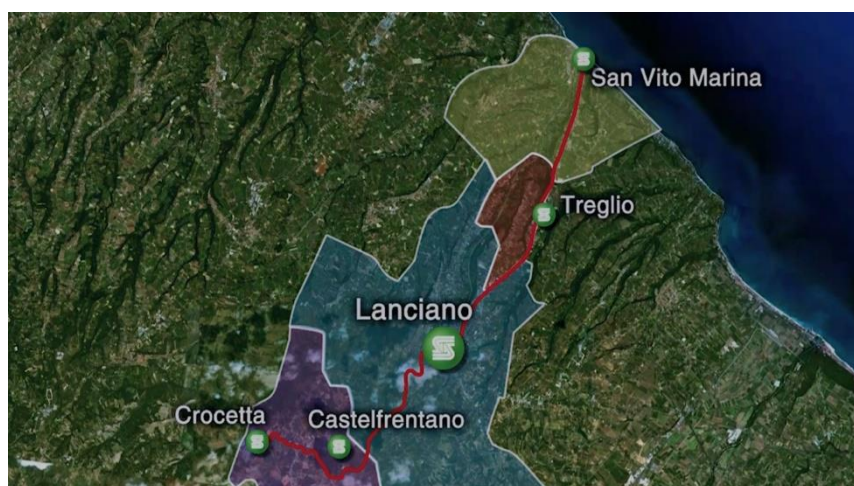 San Vito Marina
Treglio
Lanciano
Crocetta
Castelfrentano